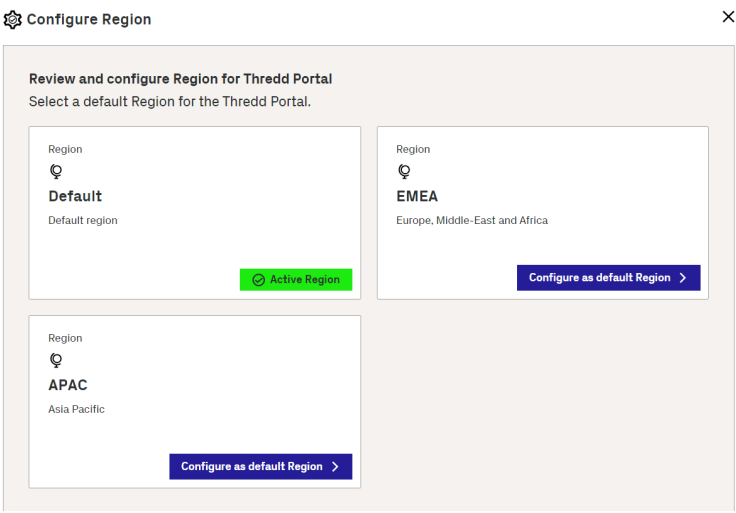 Configure Region
Review and configure Region for Thredd Portal
Select a default Region for the Thredd Portal.
Region
Default
Default region
Active Region
Region
EMEA
Europe, Middle-East and Africa
Configure as default Region
Region
APAC
Asia Pacific
Configure as default Region